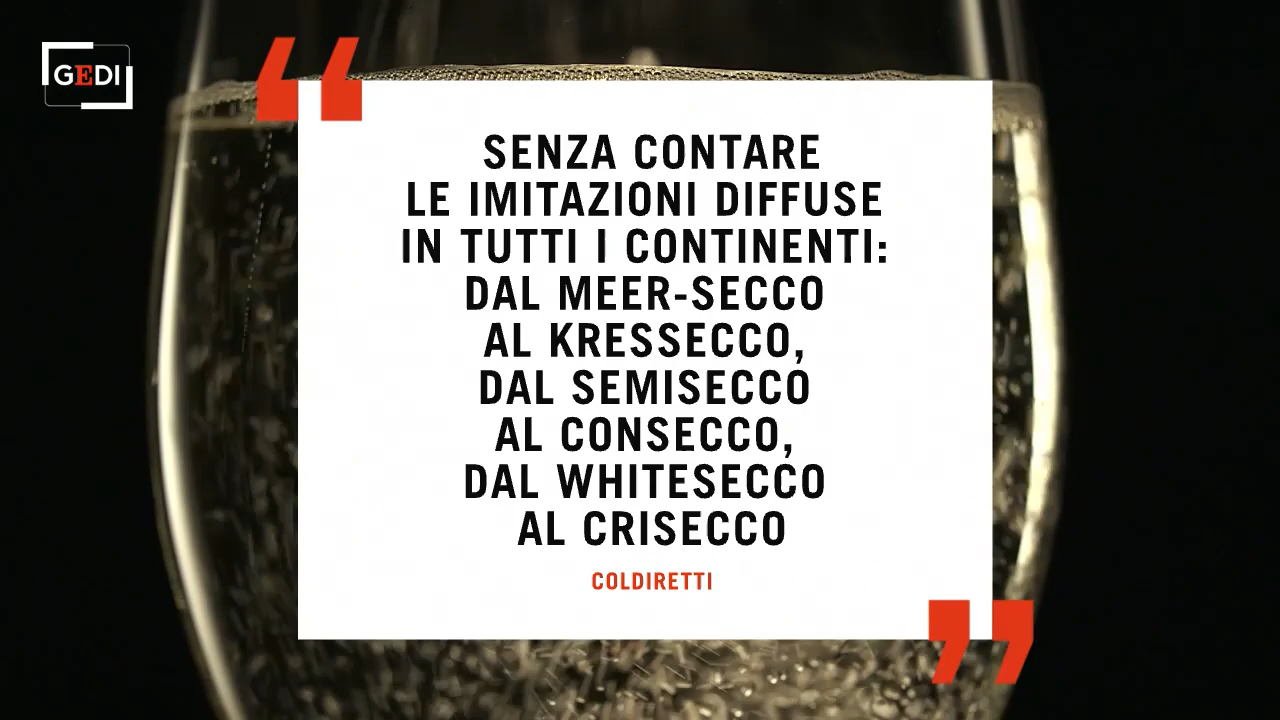 GEDI
“
SENZA CONTARE
LE IMITAZIONI DIFFUSE
IN TUTTI I CONTINENTI:
DAL MEER-SECCO
AL KRESSECCO,
DAL SEMISECCO
AL CONSECCO,
DAL WHITESECCO
AL CRISECCO
COLDIRETTI
”